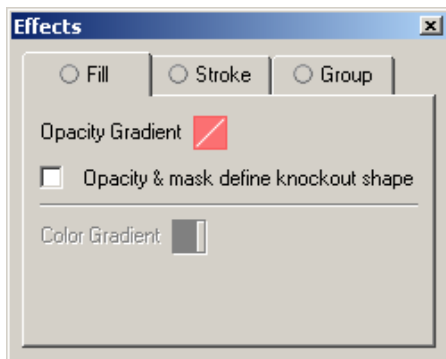 Effects
Fill Stroke Group
Opacity Gradient
Opacity & mask define knockout shape
Color Gradient